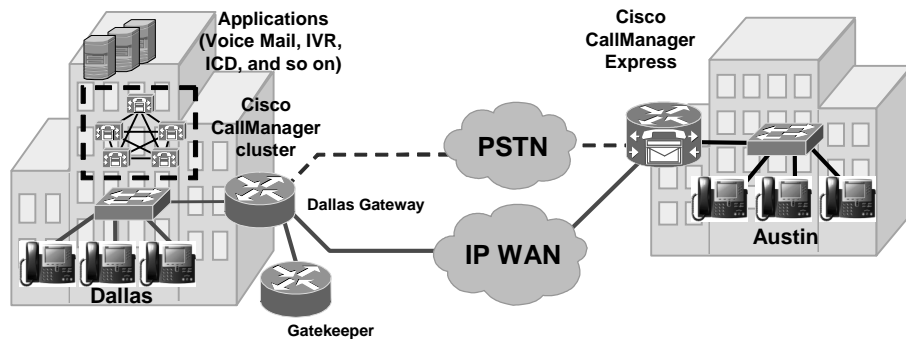 Applications
(Voice Mail, IVR,
ICD, and so on)
Cisco
CallManager
cluster
Dallas Gateway
Dallas
Gatekeeper
PSTN
IP WAN
Cisco
CallManager
Express
Austin